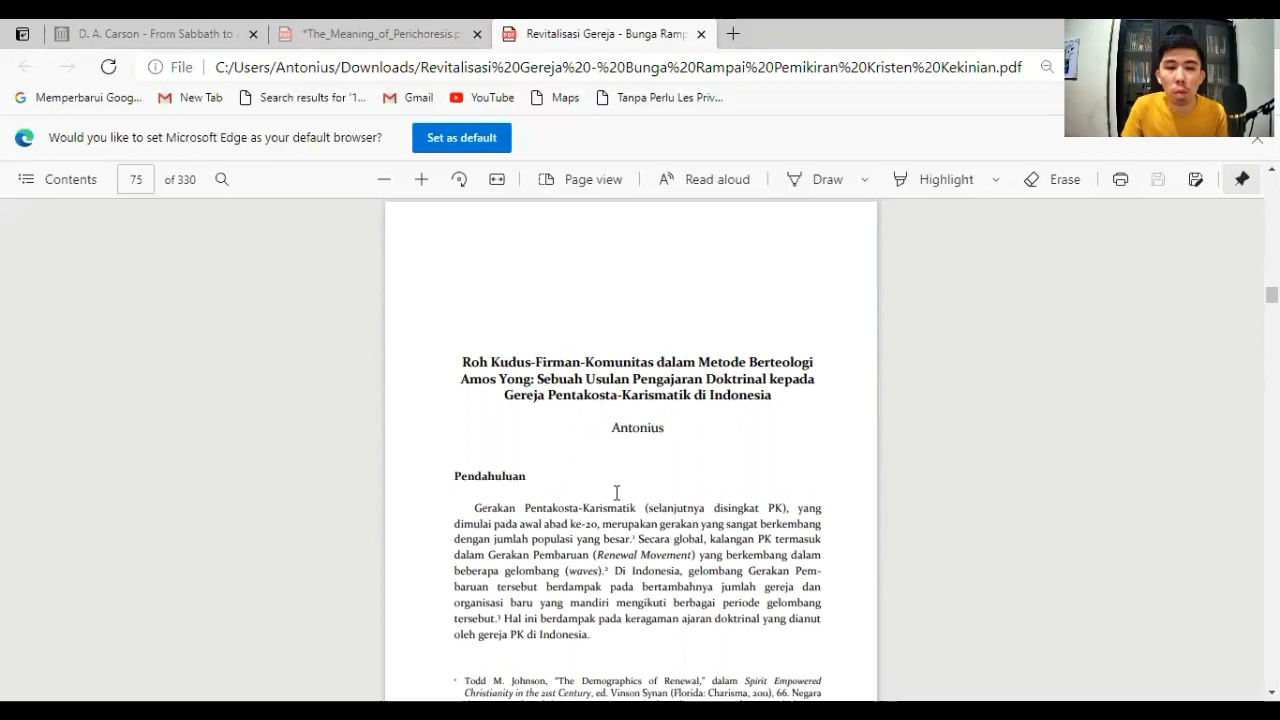 D. A. Carson - From Sabbath to
*The_Meaning_of_Perichoresis.p
Revitalisasi Gereja - Bunga Ramp
File
C:/Users/Antonius/Downloads/Revitalisasi%20Gereja%20-%20Bunga%20Rampai%20Pemikiran%20Kristen%20Kekinian.pdf
Memperbarui Goog...
New Tab
Search results for '1...
Gmail
YouTube
Maps
Tanpa Perlu Les Priv...
Would you like to set Microsoft Edge as your default browser?
Set as default
Contents
75
of 330
Page view
Read aloud
Draw
Highlight
Erase
Roh Kudus-Firman-Komunitas dalam Metode Berteologi
Amos Yong: Sebuah Usulan Pengajaran Doktrinal kepada
Gereja Pentakosta-Karismatik di Indonesia
Antonius
Pendahuluan
Gerakan Pentakosta-Karismatik (selanjutnya disingkat PK), yang
dimulai pada awal abad ke-20, merupakan gerakan yang sangat berkembang
dengan jumlah populasi yang besar.¹ Secara global, kalangan PK termasuk
dalam Gerakan Pembaruan (Renewal Movement) yang berkembang dalam
beberapa gelombang (waves).² Di Indonesia, gelombang Gerakan Pem-
baruan tersebut berdampak pada bertambahnya jumlah gereja dan
organisasi baru yang mandiri mengikuti berbagai periode gelombang
tersebut.³ Hal ini berdampak pada keragaman ajaran doktrinal yang dianut
oleh gereja PK di Indonesia.
¹ Todd M. Johnson, "The Demographics of Renewal," dalam Spirit Empowered
Christianity in the 21st Century, ed. Vinson Synan (Florida: Charisma, 2011), 66. Negara